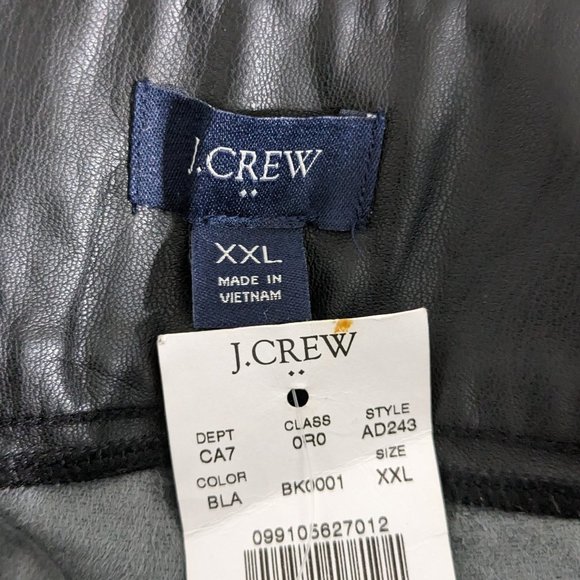 J.CREW
XXL
MADE IN
VIETNAM
J.CREW
DEPT CLASS STYLE
CA7 0R0 AD243
COLOR SIZE
BLA BK0001 XXL
099105627012